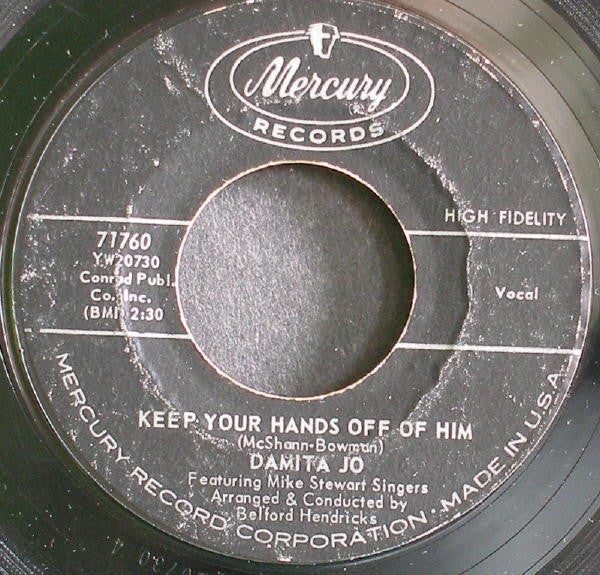 Mercury
RECORDS
HIGH FIDELITY
71760
YW20730
Conrad Publ.
Co. Inc.
(BMI) 2:30
Vocal
KEEP YOUR HANDS OFF OF HIM
(McShann-Bowman)
DAMITA JO
Featuring Mike Stewart Singers
Arranged & Conducted by
Belford Hendricks
MERCURY RECORD CORPORATION · MADE IN U.S.A.